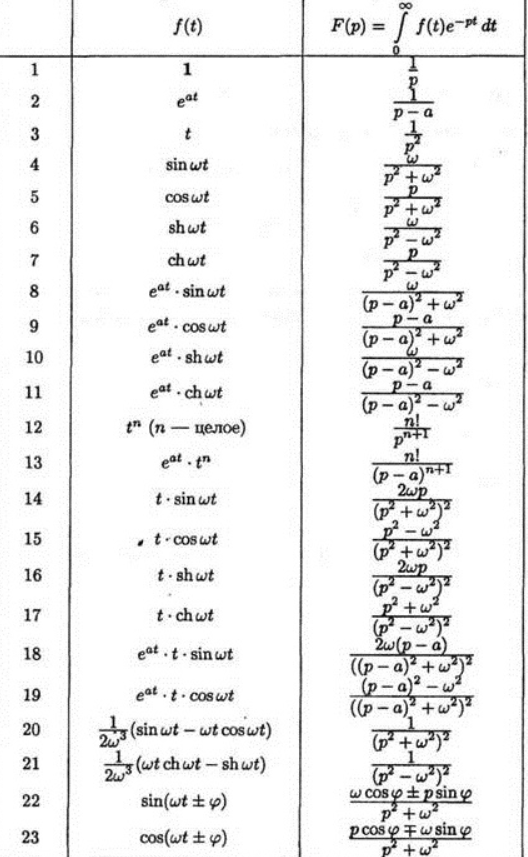 f(t) F(p) = ∫₀^∞ f(t)e^{-pt} dt
1 1 1/p
2 e^{at} 1/(p − a)
3 t 1/p²
4 sin ωt ω/(p² + ω²)
5 cos ωt p/(p² + ω²)
6 sh ωt ω/(p² − ω²)
7 ch ωt p/(p² − ω²)
8 e^{at} · sin ωt ω/((p − a)² + ω²)
9 e^{at} · cos ωt (p − a)/((p − a)² + ω²)
10 e^{at} · sh ωt ω/((p − a)² − ω²)
11 e^{at} · ch ωt (p − a)/((p − a)² − ω²)
12 tⁿ (n — целое) n!/p^{n+1}
13 e^{at} · tⁿ n!/(p − a)^{n+1}
14 t · sin ωt 2ωp/(p² + ω²)²
15 t · cos ωt (p² − ω²)/(p² + ω²)²
16 t · sh ωt 2ωp/(p² − ω²)²
17 t · ch ωt (p² + ω²)/(p² − ω²)²
18 e^{at} · t · sin ωt 2ω(p − a)/((p − a)² + ω²)²
19 e^{at} · t · cos ωt ((p − a)² − ω²)/((p − a)² + ω²)²
20 1/(2ω³) (sin ωt − ωt cos ωt) 1/(p² + ω²)²
21 1/(2ω³) (ωt ch ωt − sh ωt) 1/(p² − ω²)²
22 sin(ωt ± φ) (ω cos φ ± p sin φ)/(p² + ω²)
23 cos(ωt ± φ) (p cos φ ∓ ω sin φ)/(p² + ω²)